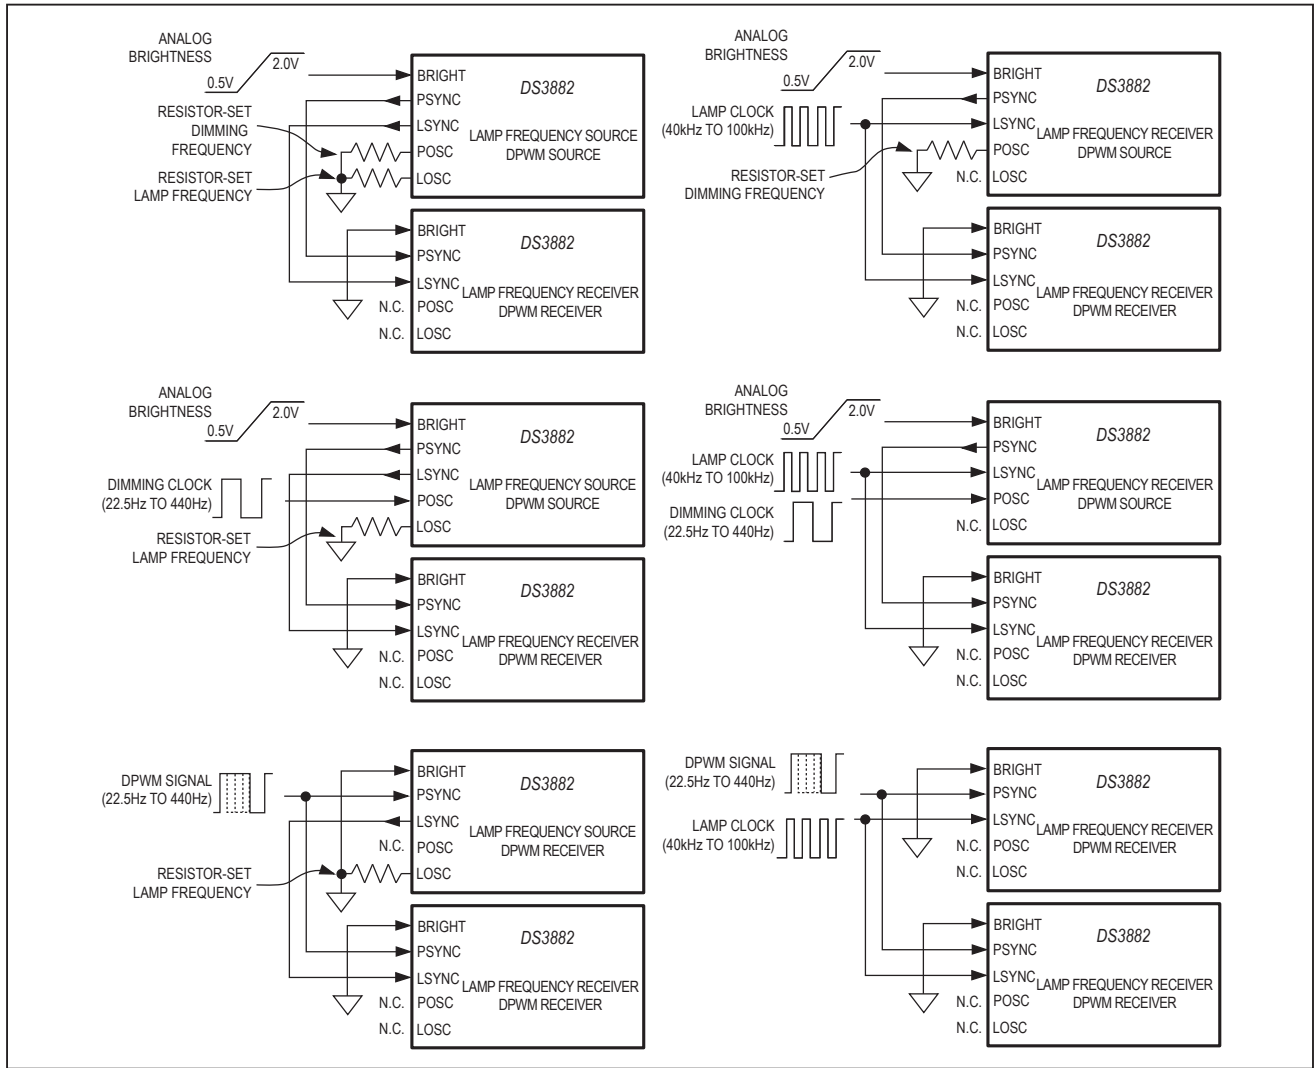 ANALOG
BRIGHTNESS
0.5V
2.0V
RESISTOR-SET
DIMMING
FREQUENCY
RESISTOR-SET
LAMP FREQUENCY
BRIGHT
PSYNC
LSYNC
POSC
LOSC
DS3882
LAMP FREQUENCY SOURCE
DPWM SOURCE
BRIGHT
PSYNC
LSYNC
N.C. POSC
N.C. LOSC
DS3882
LAMP FREQUENCY RECEIVER
DPWM RECEIVER
ANALOG
BRIGHTNESS
0.5V
2.0V
LAMP CLOCK
(40kHz TO 100kHz)
RESISTOR-SET
DIMMING FREQUENCY
BRIGHT
PSYNC
LSYNC
POSC
N.C. LOSC
DS3882
LAMP FREQUENCY RECEIVER
DPWM SOURCE
BRIGHT
PSYNC
LSYNC
N.C. POSC
N.C. LOSC
DS3882
LAMP FREQUENCY RECEIVER
DPWM RECEIVER
ANALOG
BRIGHTNESS
0.5V
2.0V
DIMMING CLOCK
(22.5Hz TO 440Hz)
RESISTOR-SET
LAMP FREQUENCY
BRIGHT
PSYNC
LSYNC
POSC
LOSC
DS3882
LAMP FREQUENCY SOURCE
DPWM SOURCE
BRIGHT
PSYNC
LSYNC
N.C. POSC
N.C. LOSC
DS3882
LAMP FREQUENCY RECEIVER
DPWM RECEIVER
ANALOG
BRIGHTNESS
0.5V
2.0V
LAMP CLOCK
(40kHz TO 100kHz)
DIMMING CLOCK
(22.5Hz TO 440Hz)
BRIGHT
PSYNC
LSYNC
POSC
N.C. LOSC
DS3882
LAMP FREQUENCY RECEIVER
DPWM SOURCE
BRIGHT
PSYNC
LSYNC
N.C. POSC
N.C. LOSC
DS3882
LAMP FREQUENCY RECEIVER
DPWM RECEIVER
DPWM SIGNAL
(22.5Hz TO 440Hz)
RESISTOR-SET
LAMP FREQUENCY
BRIGHT
PSYNC
LSYNC
N.C. POSC
LOSC
DS3882
LAMP FREQUENCY SOURCE
DPWM RECEIVER
BRIGHT
PSYNC
LSYNC
N.C. POSC
N.C. LOSC
DS3882
LAMP FREQUENCY RECEIVER
DPWM RECEIVER
DPWM SIGNAL
(22.5Hz TO 440Hz)
LAMP CLOCK
(40kHz TO 100kHz)
BRIGHT
PSYNC
LSYNC
N.C. POSC
N.C. LOSC
DS3882
LAMP FREQUENCY RECEIVER
DPWM RECEIVER
BRIGHT
PSYNC
LSYNC
N.C. POSC
N.C. LOSC
DS3882
LAMP FREQUENCY RECEIVER
DPWM RECEIVER